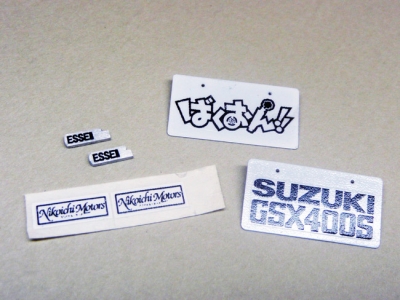 ばくおん!!
ESSEI
ESSEI
SUZUKI
GSX400S
Nikoichi Motors
Nikoichi Motors